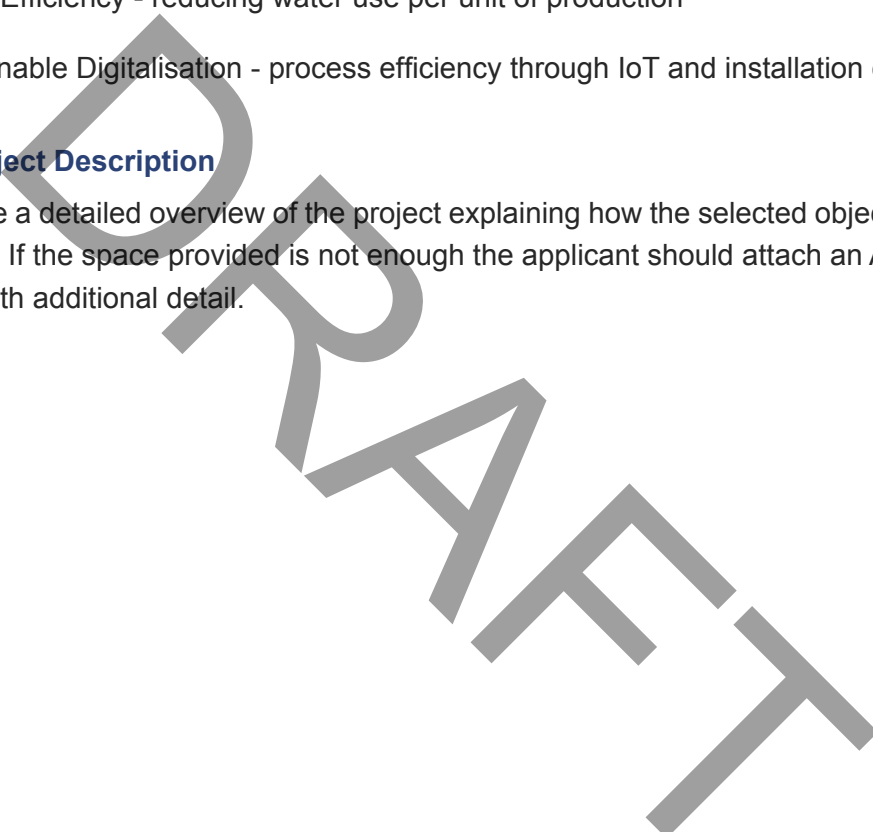 Efficiency - reducing water use per unit of production
nable Digitalisation - process efficiency through IoT and installation
ject Description
e a detailed overview of the project explaining how the selected obje
If the space provided is not enough the applicant should attach an A
th additional detail.
DRAFT